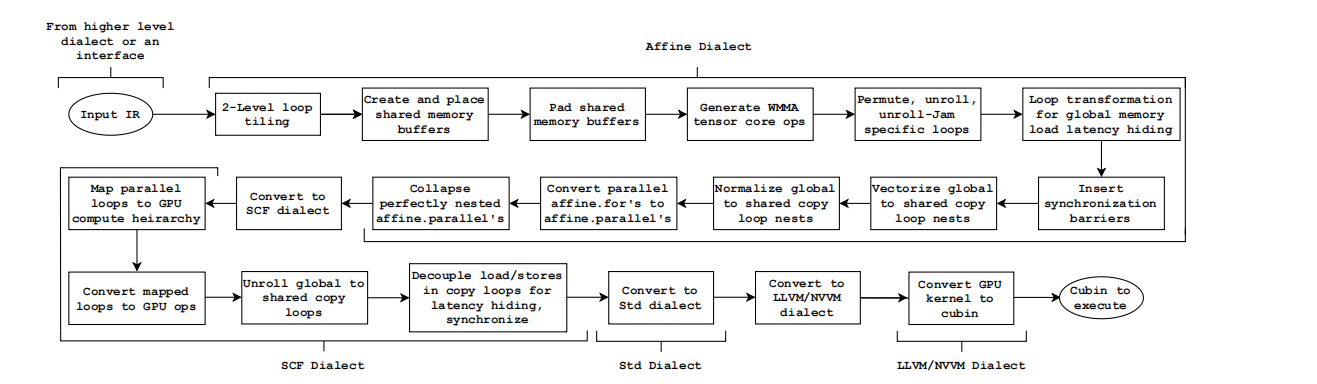 From higher level
dialect or an
interface
Affine Dialect
Input IR
2-Level loop
tiling
Create and place
shared memory
buffers
Pad shared
memory buffers
Generate WMMA
tensor core ops
Permute, unroll,
unroll-Jam
specific loops
Loop transformation
for global memory
load latency hiding
Map parallel
loops to GPU
compute heirarchy
Convert to
SCF dialect
Collapse
perfectly nested
affine.parallel's
Convert parallel
affine.for's to
affine.parallel's
Normalize global
to shared copy
loop nests
Vectorize global
to shared copy
loop nests
Insert
synchronization
barriers
Convert mapped
loops to GPU ops
Unroll global to
shared copy
loops
Decouple load/stores
in copy loops for
latency hiding,
synchronize
Convert to
Std dialect
Convert to
LLVM/NVVM
dialect
Convert GPU
kernel to
cubin
Cubin to
execute
SCF Dialect
Std Dialect
LLVM/NVVM Dialect